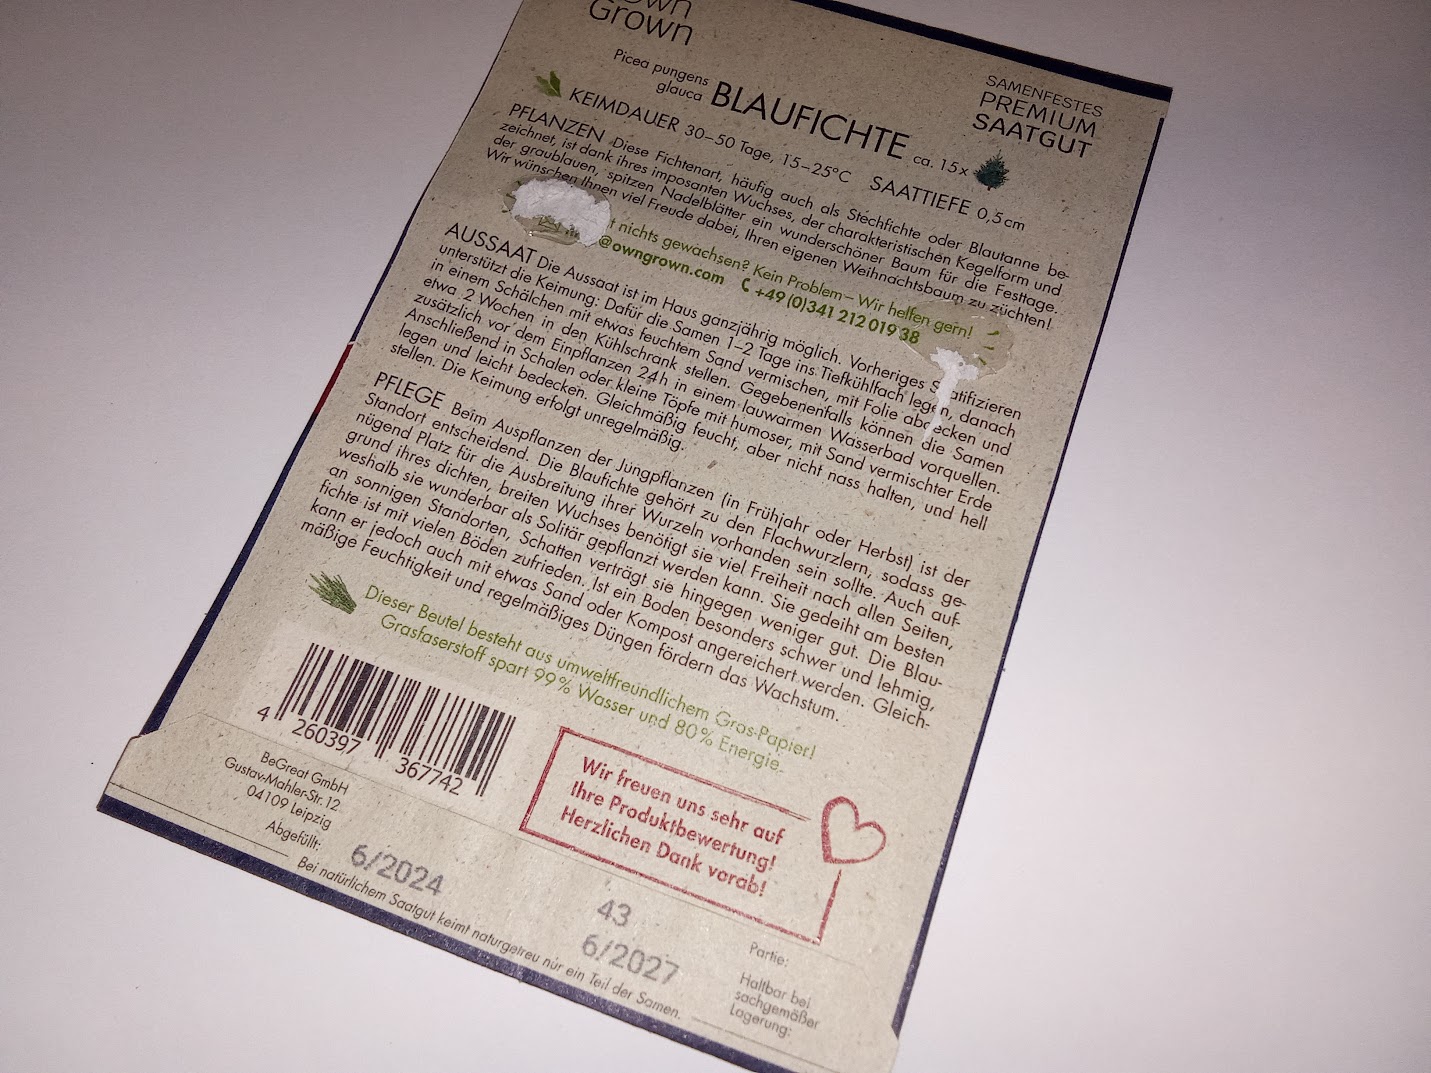 Grown
Picea pungens
glauca BLAUFICHTE ca. 15x
SAMENFESTES
PREMIUM
SAATGUT
KEIMDAUER 30–50 Tage, 15–25°C SAATTIEFE 0,5 cm
PFLANZEN Diese Fichtenart, häufig auch als Stechfichte oder Blautanne be-
zeichnet, ist dank ihres imposanten Wuchses, der charakteristischen Kegelform und
der graublauen, spitzen Nadelblätter ein wunderschöner Baum für die Festtage.
Wir wünschen Ihnen viel Freude dabei, Ihren eigenen Weihnachtsbaum zu züchten!
nichts gewachsen? Kein Problem – Wir helfen gern!
@owngrown.com +49 (0)341 212 019 38
AUSSAAT Die Aussaat ist im Haus ganzjährig möglich. Vorheriges Stratifizieren
unterstützt die Keimung: Dafür die Samen 1–2 Tage ins Tiefkühlfach legen, danach
in einem Schälchen mit etwas feuchtem Sand vermischen, mit Folie abdecken und
etwa 2 Wochen in den Kühlschrank stellen. Gegebenenfalls können die Samen
zusätzlich vor dem Einpflanzen 24h in einem lauwarmen Wasserbad vorquellen.
Anschließend in Schalen oder kleine Töpfe mit humoser, mit Sand vermischter Erde
legen und leicht bedecken. Gleichmäßig feucht, aber nicht nass halten, und hell
stellen. Die Keimung erfolgt unregelmäßig.
PFLEGE Beim Auspflanzen der Jungpflanzen (in Frühjahr oder Herbst) ist der
Standort entscheidend. Die Blaufichte gehört zu den Flachwurzlern, sodass ge-
nügend Platz für die Ausbreitung ihrer Wurzeln vorhanden sein sollte. Auch auf-
grund ihres dichten, breiten Wuchses benötigt sie viel Freiheit nach allen Seiten,
weshalb sie wunderbar als Solitär gepflanzt werden kann. Sie gedeiht am besten
an sonnigen Standorten, Schatten verträgt sie hingegen weniger gut. Die Blau-
fichte ist mit vielen Böden zufrieden. Ist ein Boden besonders schwer und lehmig,
kann er jedoch auch mit etwas Sand oder Kompost angereichert werden. Gleich-
mäßige Feuchtigkeit und regelmäßiges Düngen fördern das Wachstum.
Dieser Beutel besteht aus umweltfreundlichem Gras-Papier!
Grasfaserstoff spart 99% Wasser und 80% Energie.
4 260397 367742
BeGreat GmbH
Gustav-Mahler-Str. 12
04109 Leipzig
Abgefüllt:
6/2024
Wir freuen uns sehr auf
Ihre Produktbewertung!
Herzlichen Dank vorab!
43
6/2027
Partie:
Haltbar bei
sachgemäßer
Lagerung:
Bei natürlichem Saatgut keimt naturgetreu nur ein Teil der Samen.